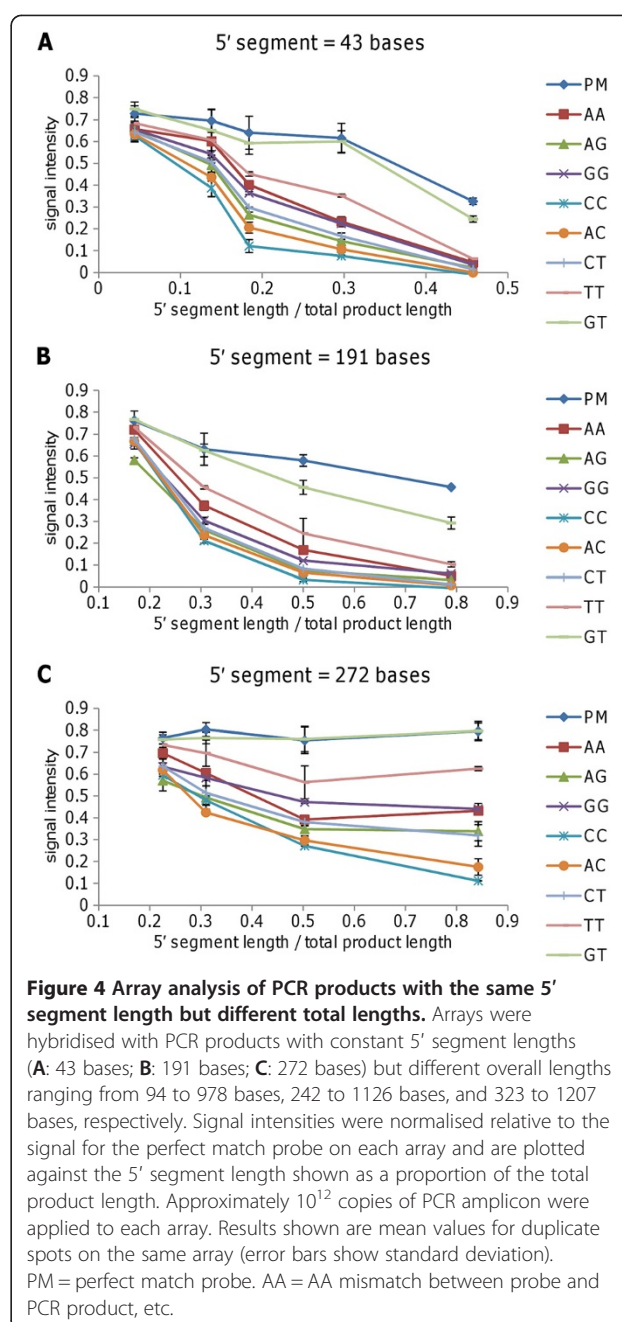 A
5′ segment = 43 bases
0.9
0.8
0.7
0.6
0.5
0.4
0.3
0.2
0.1
0
signal intensity
0 0.1 0.2 0.3 0.4 0.5
5′ segment length / total product length
PM
AA
AG
GG
CC
AC
CT
TT
GT
B
5′ segment = 191 bases
0.9
0.8
0.7
0.6
0.5
0.4
0.3
0.2
0.1
0
signal intensity
0.1 0.2 0.3 0.4 0.5 0.6 0.7 0.8 0.9
5′ segment length / total product length
PM
AA
AG
GG
CC
AC
CT
TT
GT
C
5′ segment = 272 bases
0.9
0.8
0.7
0.6
0.5
0.4
0.3
0.2
0.1
0
signal intensity
0.1 0.2 0.3 0.4 0.5 0.6 0.7 0.8 0.9
5′ segment length / total product length
PM
AA
AG
GG
CC
AC
CT
TT
GT
Figure 4 Array analysis of PCR products with the same 5′
segment length but different total lengths. Arrays were
hybridised with PCR products with constant 5′ segment lengths
(A: 43 bases; B: 191 bases; C: 272 bases) but different overall lengths
ranging from 94 to 978 bases, 242 to 1126 bases, and 323 to 1207
bases, respectively. Signal intensities were normalised relative to the
signal for the perfect match probe on each array and are plotted
against the 5′ segment length shown as a proportion of the total
product length. Approximately 10¹² copies of PCR amplicon were
applied to each array. Results shown are mean values for duplicate
spots on the same array (error bars show standard deviation).
PM = perfect match probe. AA = AA mismatch between probe and
PCR product, etc.